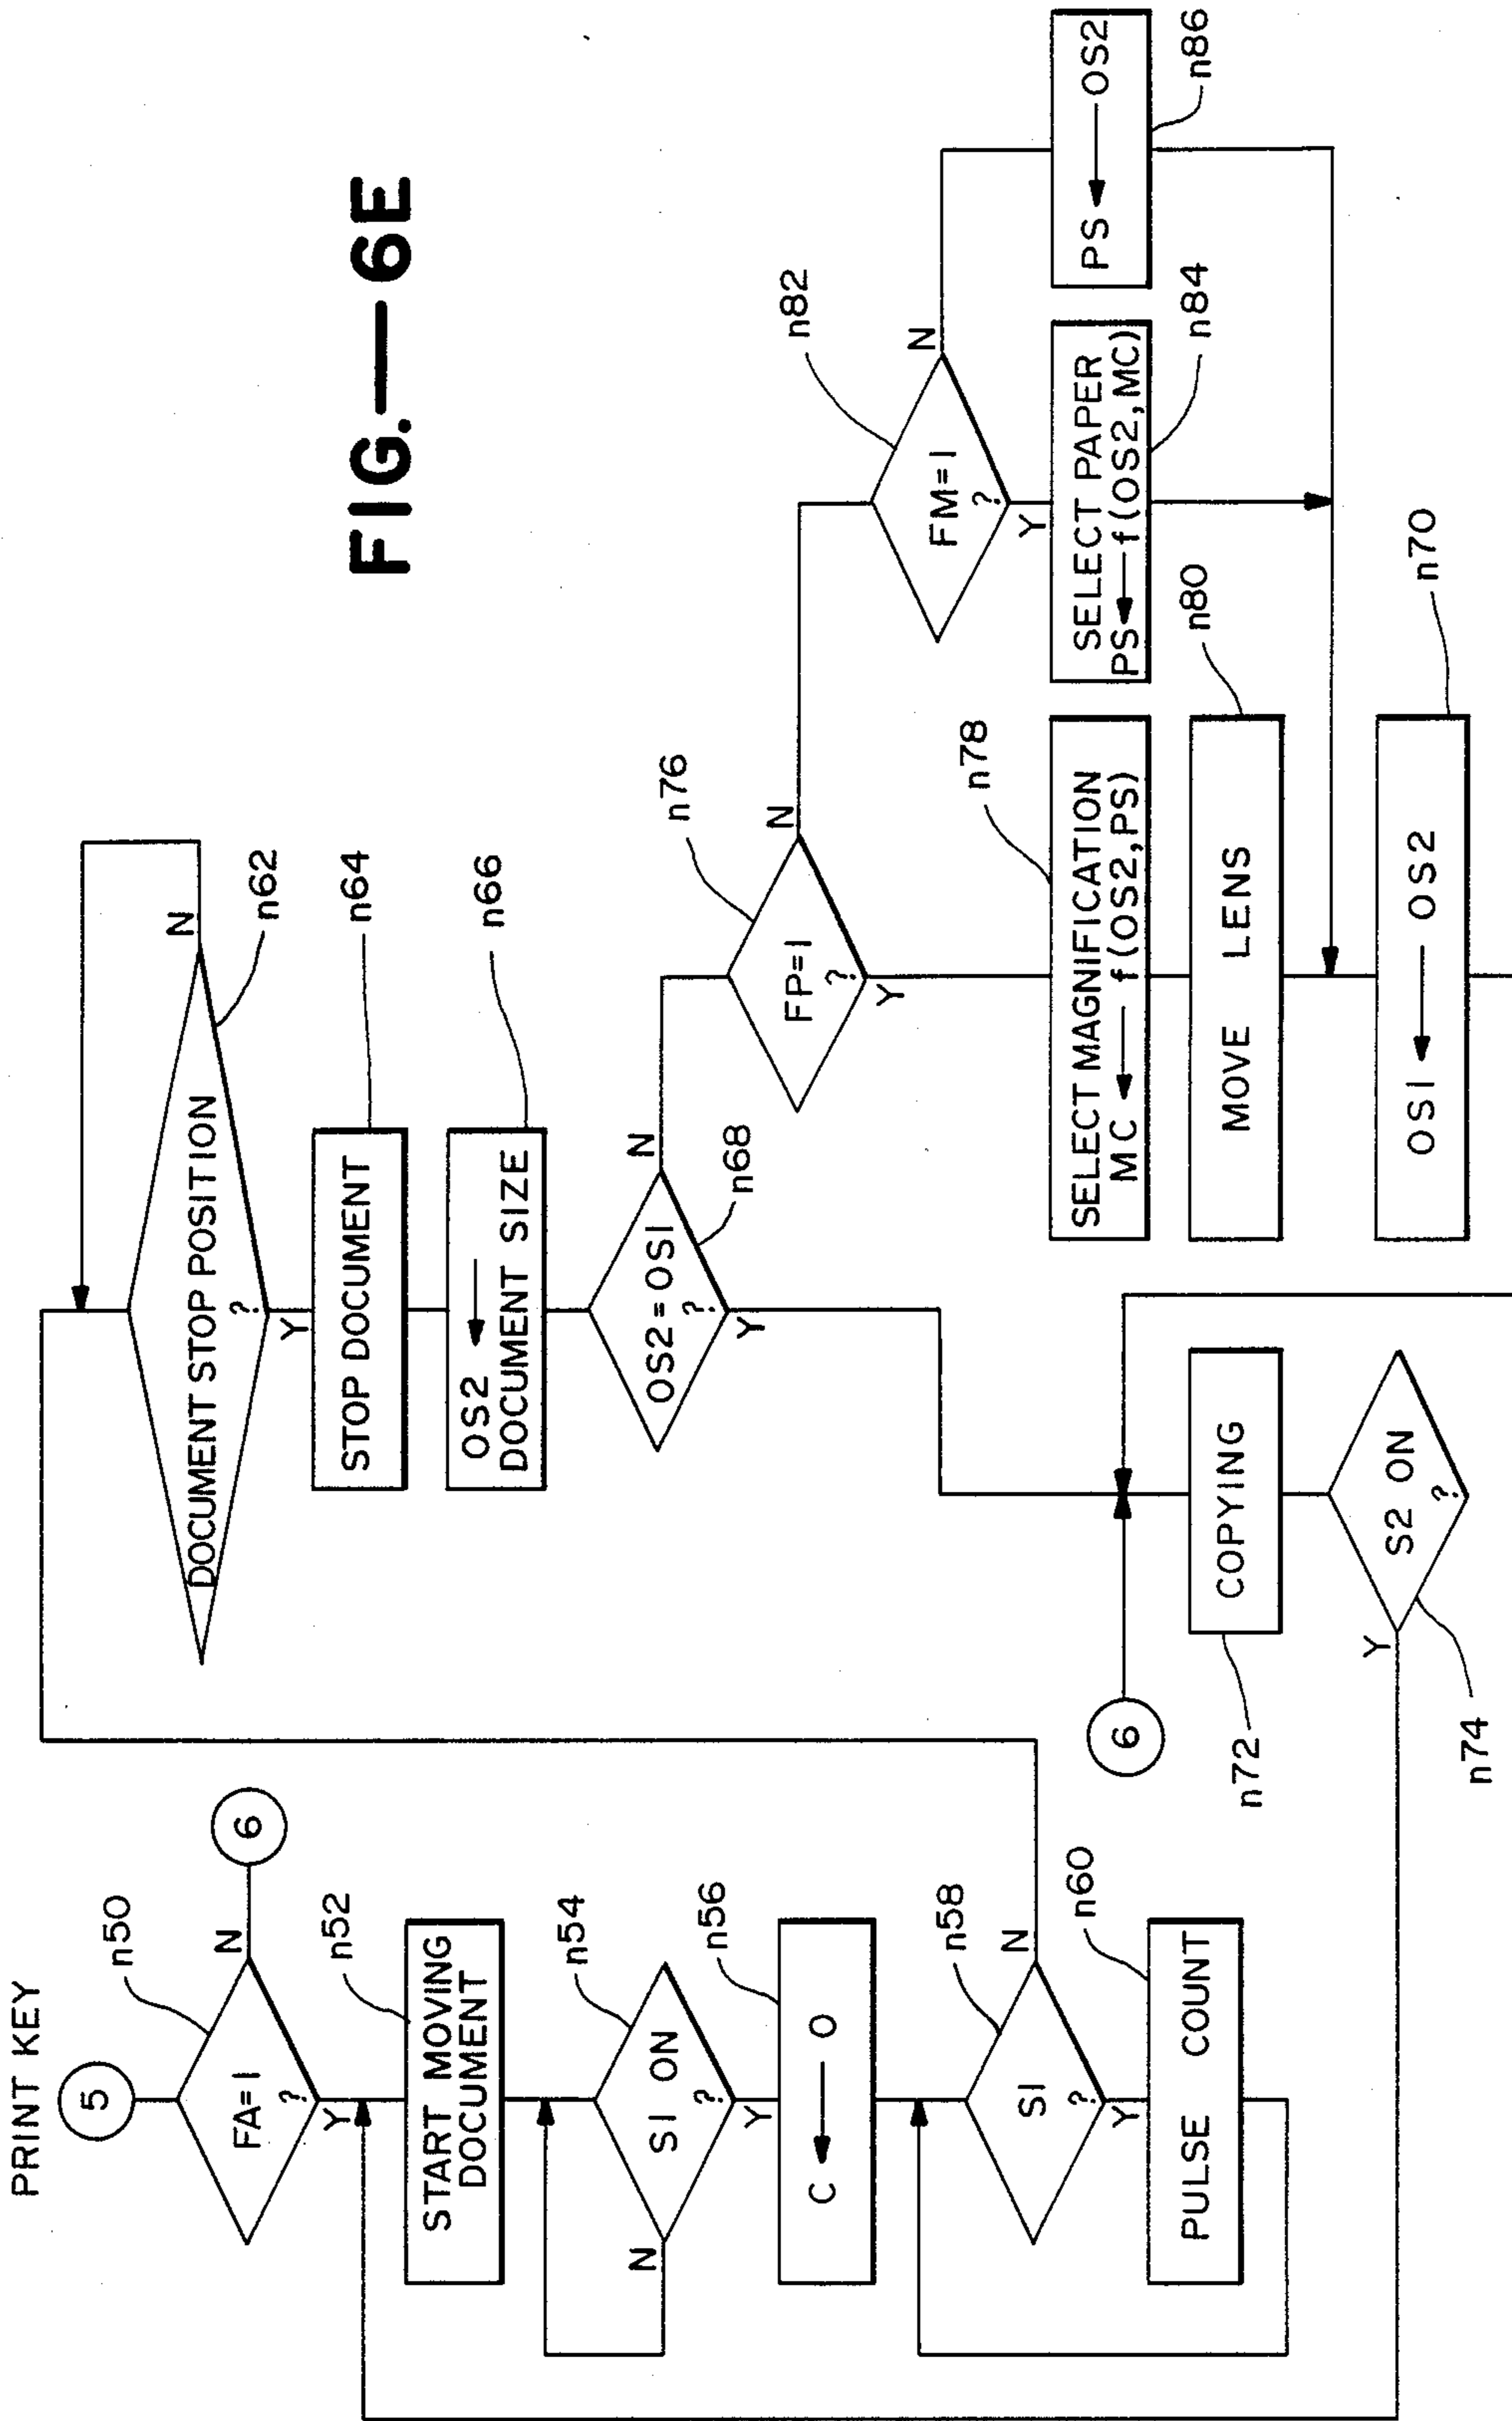 FIG.—6E
PRINT KEY
5
n50
FA=1
?
N
6
Y
n52
START MOVING
DOCUMENT
n54
S1 ON
?
N
Y
n56
C ← 0
n58
S1
?
N
Y
n60
PULSE COUNT
DOCUMENT STOP POSITION
?
N
n62
Y
n64
STOP DOCUMENT
n66
OS2 ←
DOCUMENT SIZE
n68
OS2 = OS1
?
N
Y
6
n72
COPYING
n74
S2 ON
?
Y
n76
FP=1
?
N
Y
n78
SELECT MAGNIFICATION
MC ← f(OS2,PS)
n80
MOVE LENS
n82
FM=1
?
N
Y
n84
SELECT PAPER
PS ← f(OS2,MC)
n86
PS ← OS2
n70
OS1 ← OS2